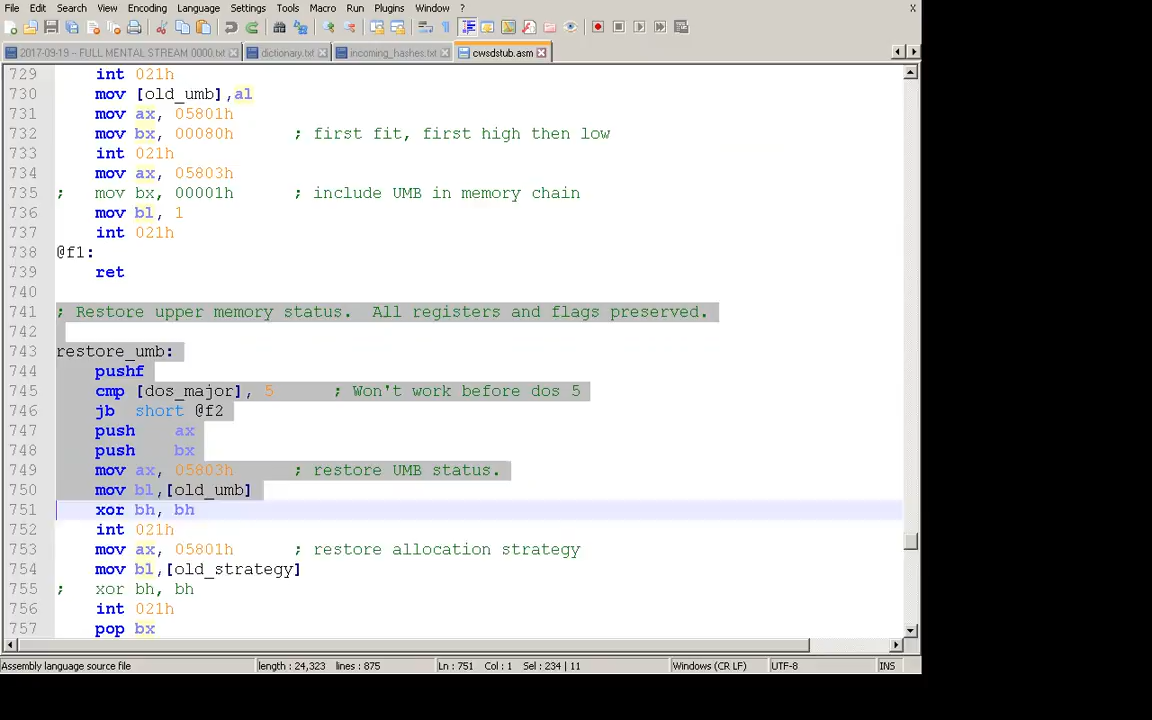 File Edit Search View Encoding Language Settings Tools Macro Run Plugins Window ? X
2017-09-19 -- FULL MENTAL STREAM 0000.txt dictionary.txt incoming_hashes.txt cwsdstub.asm
729 int 021h
730 mov [old_umb],al
731 mov ax, 05801h
732 mov bx, 00080h ; first fit, first high then low
733 int 021h
734 mov ax, 05803h
735 ; mov bx, 00001h ; include UMB in memory chain
736 mov bl, 1
737 int 021h
738 @f1:
739 ret
740
741 ; Restore upper memory status.  All registers and flags preserved.
742
743 restore_umb:
744 pushf
745 cmp [dos_major], 5 ; Won't work before dos 5
746 jb short @f2
747 push ax
748 push bx
749 mov ax, 05803h ; restore UMB status.
750 mov bl,[old_umb]
751 xor bh, bh
752 int 021h
753 mov ax, 05801h ; restore allocation strategy
754 mov bl,[old_strategy]
755 ; xor bh, bh
756 int 021h
757 pop bx
Assembly language source file length : 24,323 lines : 875 Ln : 751 Col : 1 Sel : 234 | 11 Windows (CR LF) UTF-8 INS